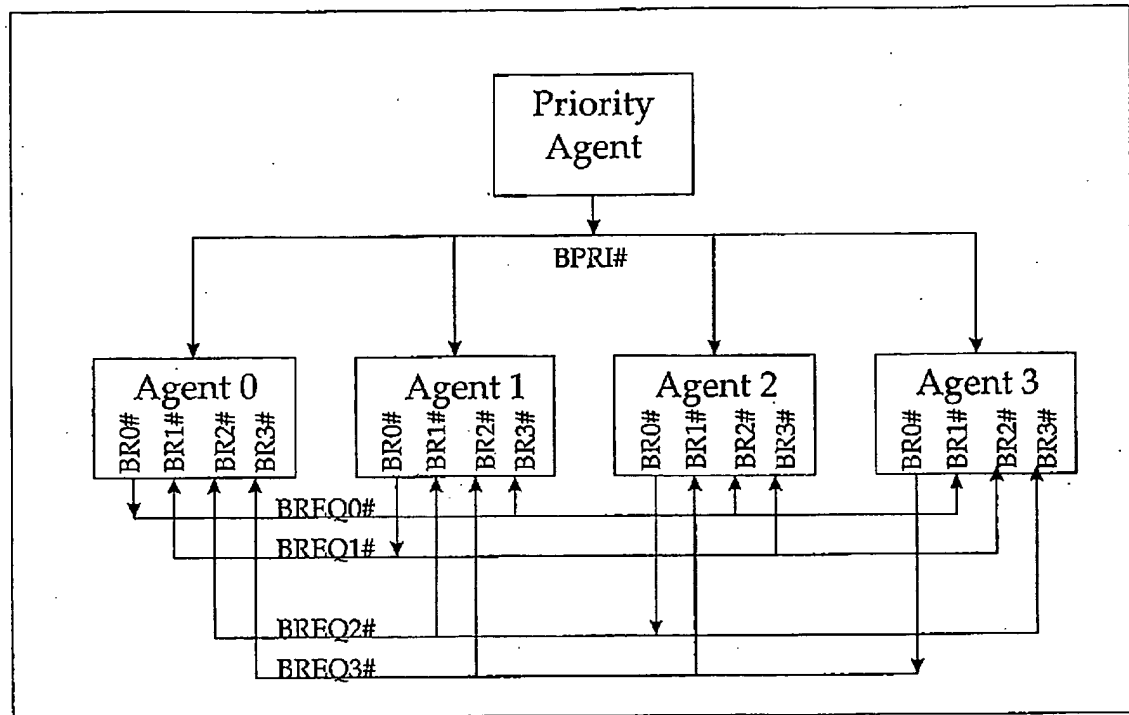 Priority
Agent
BPRI#
Agent 0
BR0#
BR1#
BR2#
BR3#
Agent 1
BR0#
BR1#
BR2#
BR3#
Agent 2
BR0#
BR1#
BR2#
BR3#
Agent 3
BR0#
BR1#
BR2#
BR3#
BREQ0#
BREQ1#
BREQ2#
BREQ3#